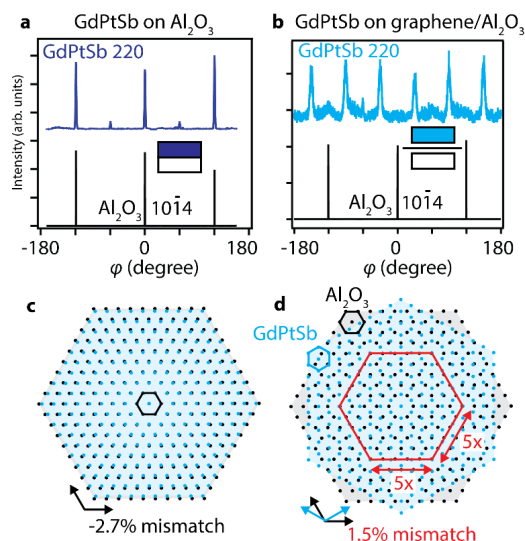 a
GdPtSb on Al₂O₃
GdPtSb 220
Intensity (arb. units)
Al₂O₃ 101̄4
-180 0 180
φ (degree)
b
GdPtSb on graphene/Al₂O₃
GdPtSb 220
Al₂O₃ 101̄4
-180 0 180
φ (degree)
c
-2.7% mismatch
d
Al₂O₃
GdPtSb
5x
5x
1.5% mismatch